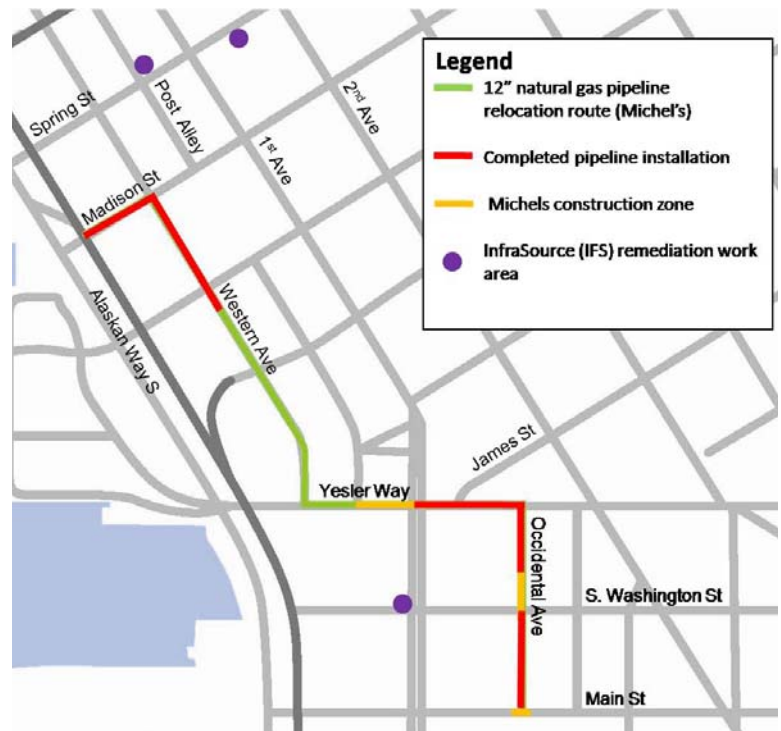 Legend
12” natural gas pipeline
relocation route (Michel's)
Completed pipeline installation
Michels construction zone
InfraSource (IFS) remediation work
area
Spring St
Post Alley
2nd Ave
1st Ave
Madison St
Western Ave
Alaskan Way S
James St
Yesler Way
Occidental Ave
S. Washington St
Main St